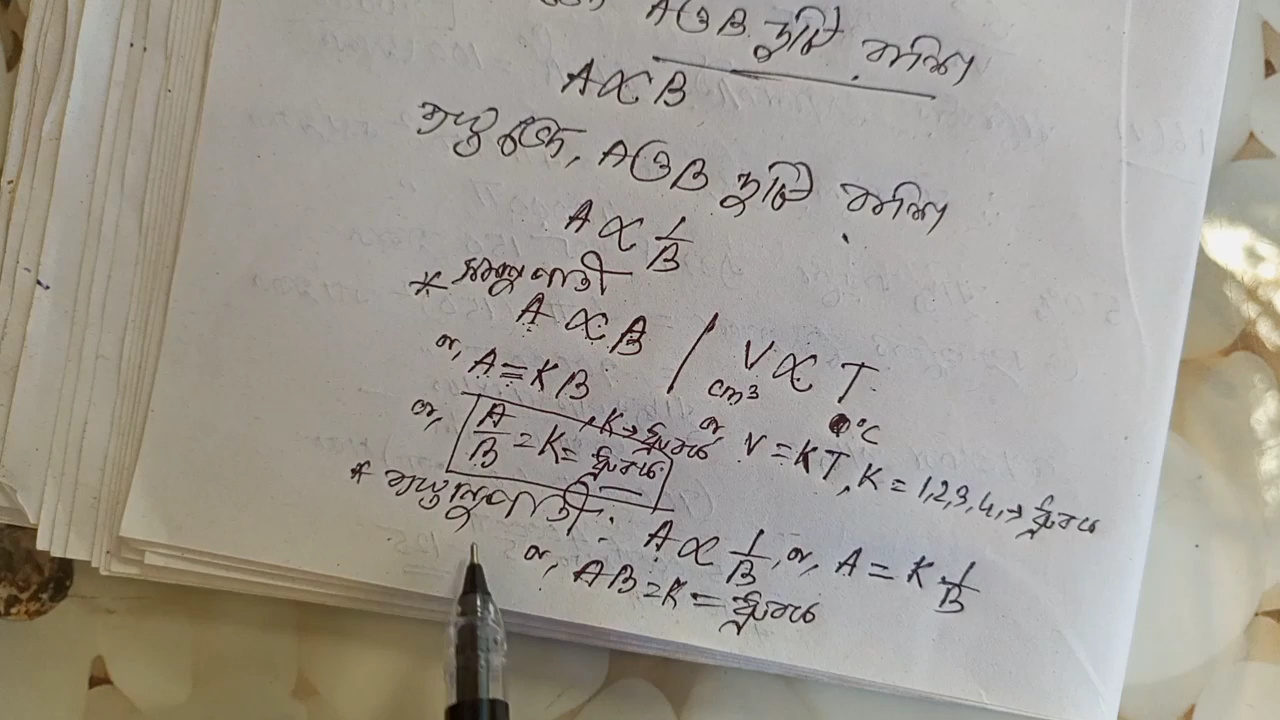 A ও B দুটি রাশি
A ∝ B
ব্যস্ত ভেদ, A ও B দুটি রাশি
A ∝ 1/B
* সমানুপাতী
A ∝ B | V ∝ T
or, A = KB cm³ °C
, K → ধ্রুবক or, V = KT, K = 1,2,3,4, → ধ্রুবক
or, A/B = K = ধ্রুবক
* ব্যস্তানুপাতী : A ∝ 1/B, or, A = K 1/B
or, AB = K = ধ্রুবক